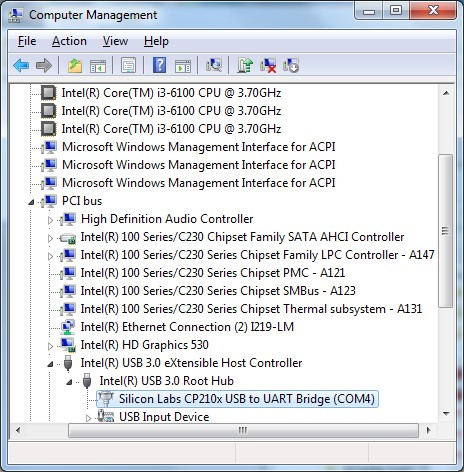 Computer Management
File Action View Help
Intel(R) Core(TM) i3-6100 CPU @ 3.70GHz
Intel(R) Core(TM) i3-6100 CPU @ 3.70GHz
Intel(R) Core(TM) i3-6100 CPU @ 3.70GHz
Microsoft Windows Management Interface for ACPI
Microsoft Windows Management Interface for ACPI
Microsoft Windows Management Interface for ACPI
PCI bus
High Definition Audio Controller
Intel(R) 100 Series/C230 Chipset Family SATA AHCI Controller
Intel(R) 100 Series/C230 Series Chipset Family LPC Controller - A147
Intel(R) 100 Series/C230 Series Chipset PMC - A121
Intel(R) 100 Series/C230 Series Chipset SMBus - A123
Intel(R) 100 Series/C230 Series Chipset Thermal subsystem - A131
Intel(R) Ethernet Connection (2) I219-LM
Intel(R) HD Graphics 530
Intel(R) USB 3.0 eXtensible Host Controller
Intel(R) USB 3.0 Root Hub
Silicon Labs CP210x USB to UART Bridge (COM4)
USB Input Device